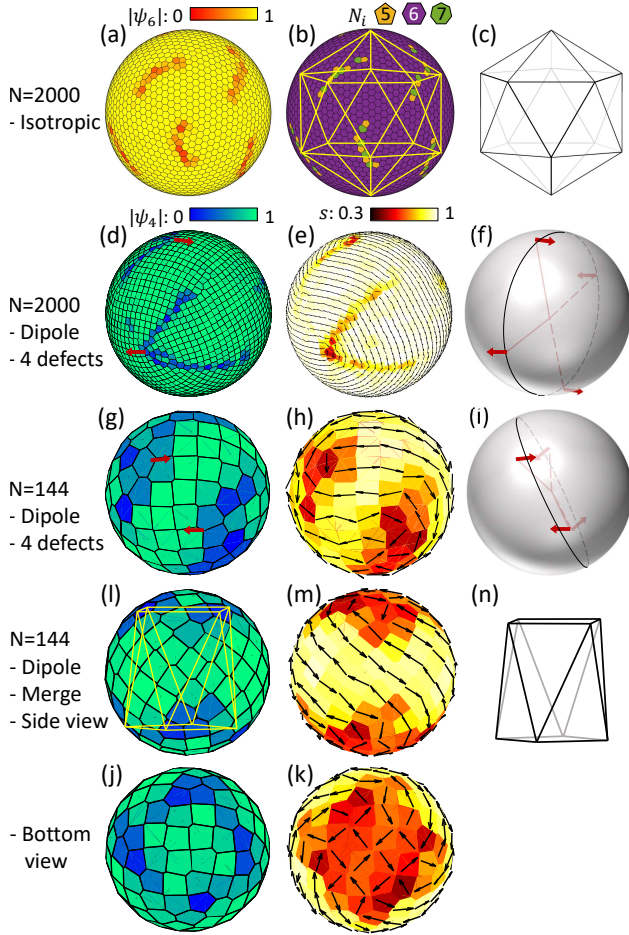 |ψ₆|: 0 1 Nᵢ 5 6 7
(a) (b) (c)
N=2000
- Isotropic
|ψ₄|: 0 1 s: 0.3 1
(d) (e) (f)
N=2000
- Dipole
- 4 defects
(g) (h) (i)
N=144
- Dipole
- 4 defects
(l) (m) (n)
N=144
- Dipole
- Merge
- Side view
(j) (k)
- Bottom
view